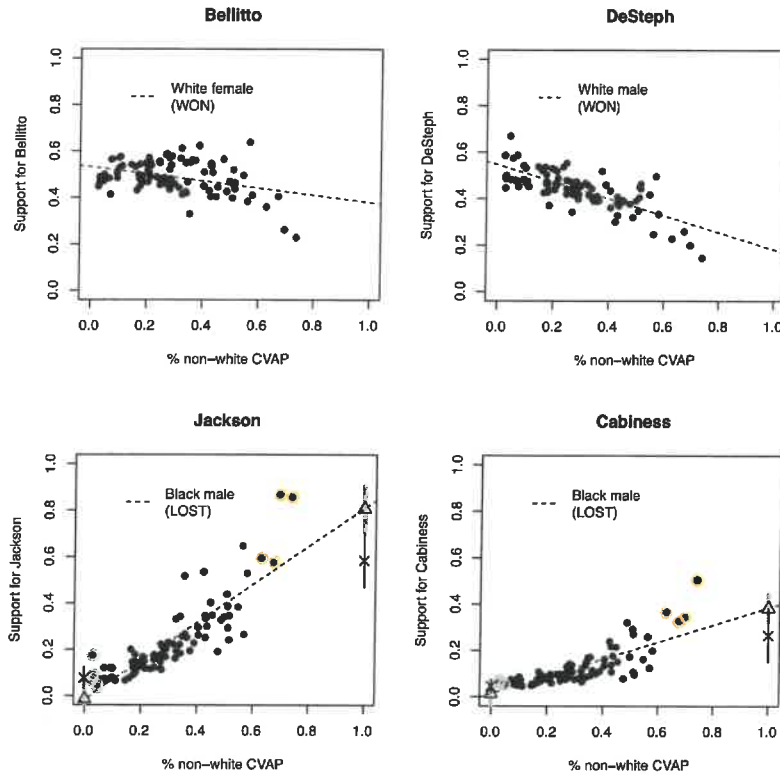 Bellitto
White female
(WON)
Support for Bellitto
0.0 0.2 0.4 0.6 0.8 1.0
0.0 0.2 0.4 0.6 0.8 1.0
% non−white CVAP
DeSteph
White male
(WON)
Support for DeSteph
0.0 0.2 0.4 0.6 0.8 1.0
0.0 0.2 0.4 0.6 0.8 1.0
% non−white CVAP
Jackson
Black male
(LOST)
Support for Jackson
0.0 0.2 0.4 0.6 0.8 1.0
0.0 0.2 0.4 0.6 0.8 1.0
% non−white CVAP
Cabiness
Black male
(LOST)
Support for Cabiness
0.0 0.2 0.4 0.6 0.8 1.0
0.0 0.2 0.4 0.6 0.8 1.0
% non−white CVAP